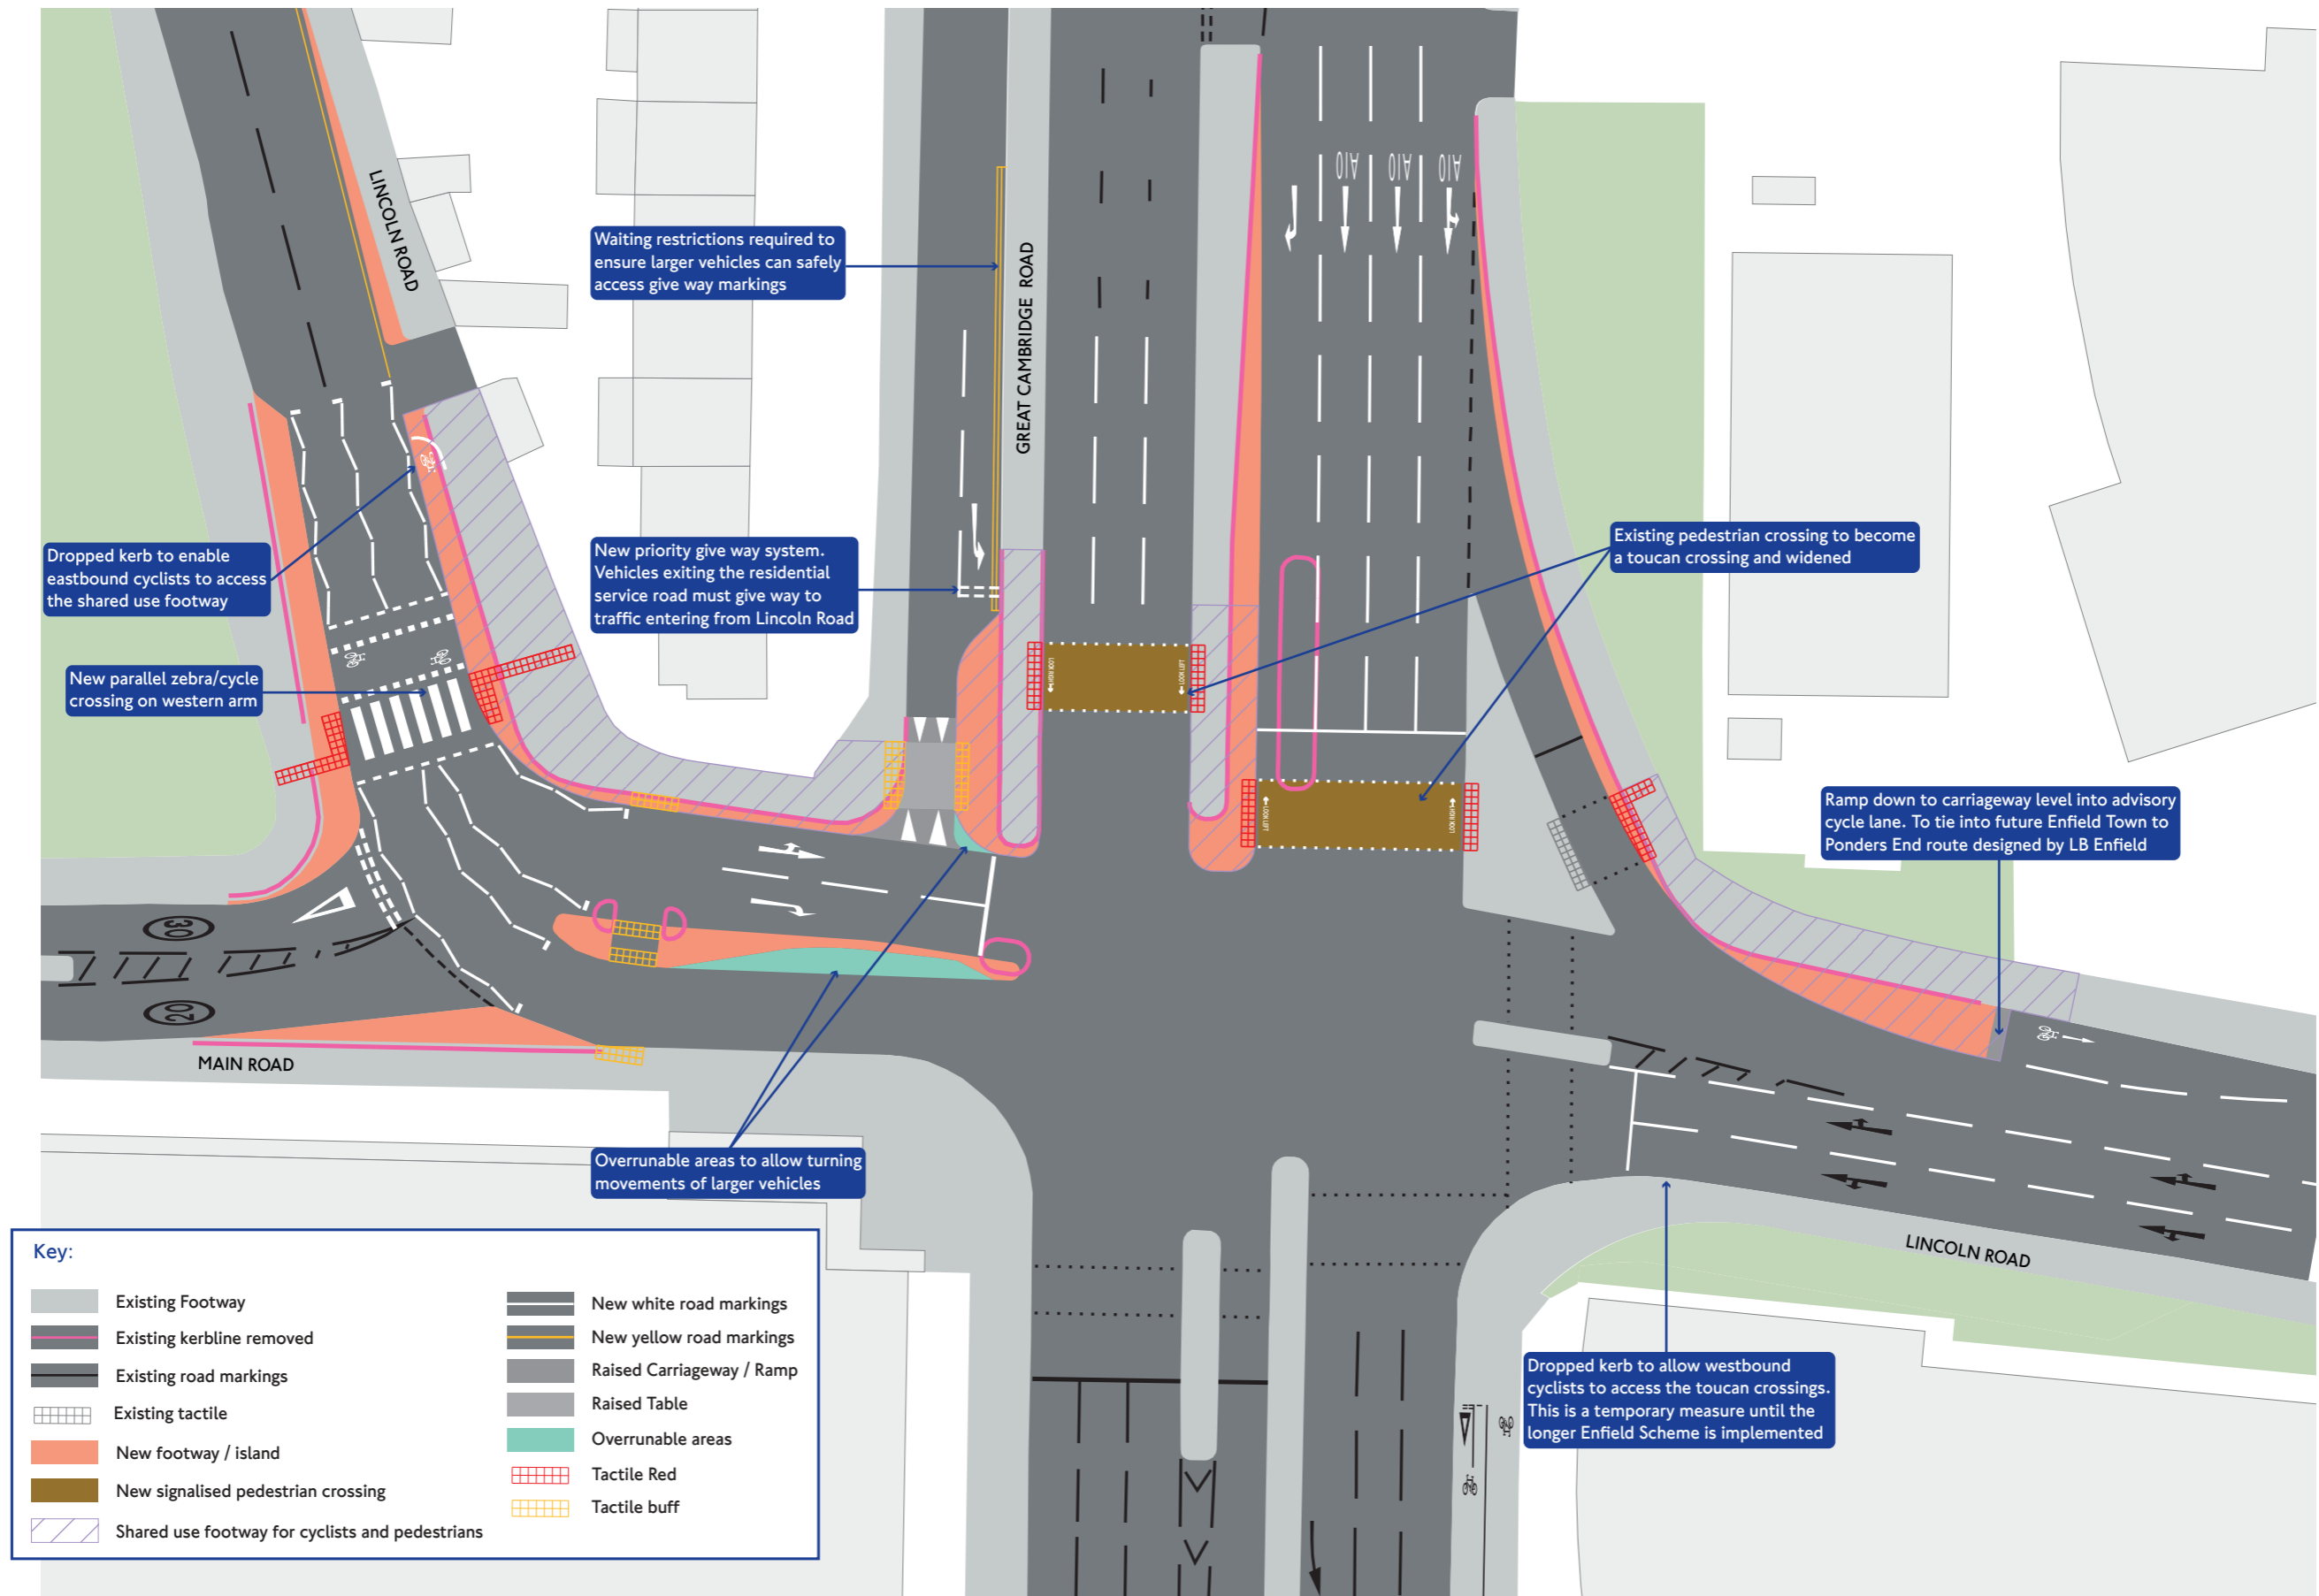 LINCOLN ROAD
GREAT CAMBRIDGE ROAD
A10
A10
A10
Waiting restrictions required to
ensure larger vehicles can safely
access give way markings
Dropped kerb to enable
eastbound cyclists to access
the shared use footway
New priority give way system.
Vehicles exiting the residential
service road must give way to
traffic entering from Lincoln Road
Existing pedestrian crossing to become
a toucan crossing and widened
New parallel zebra/cycle
crossing on western arm
LOOK RIGHT
LOOK LEFT
LOOK LEFT
LOOK RIGHT
Ramp down to carriageway level into advisory
cycle lane. To tie into future Enfield Town to
Ponders End route designed by LB Enfield
30
20
MAIN ROAD
Overrunable areas to allow turning
movements of larger vehicles
LINCOLN ROAD
Dropped kerb to allow westbound
cyclists to access the toucan crossings.
This is a temporary measure until the
longer Enfield Scheme is implemented
Key:
Existing Footway
Existing kerbline removed
Existing road markings
Existing tactile
New footway / island
New signalised pedestrian crossing
Shared use footway for cyclists and pedestrians
New white road markings
New yellow road markings
Raised Carriageway / Ramp
Raised Table
Overrunable areas
Tactile Red
Tactile buff